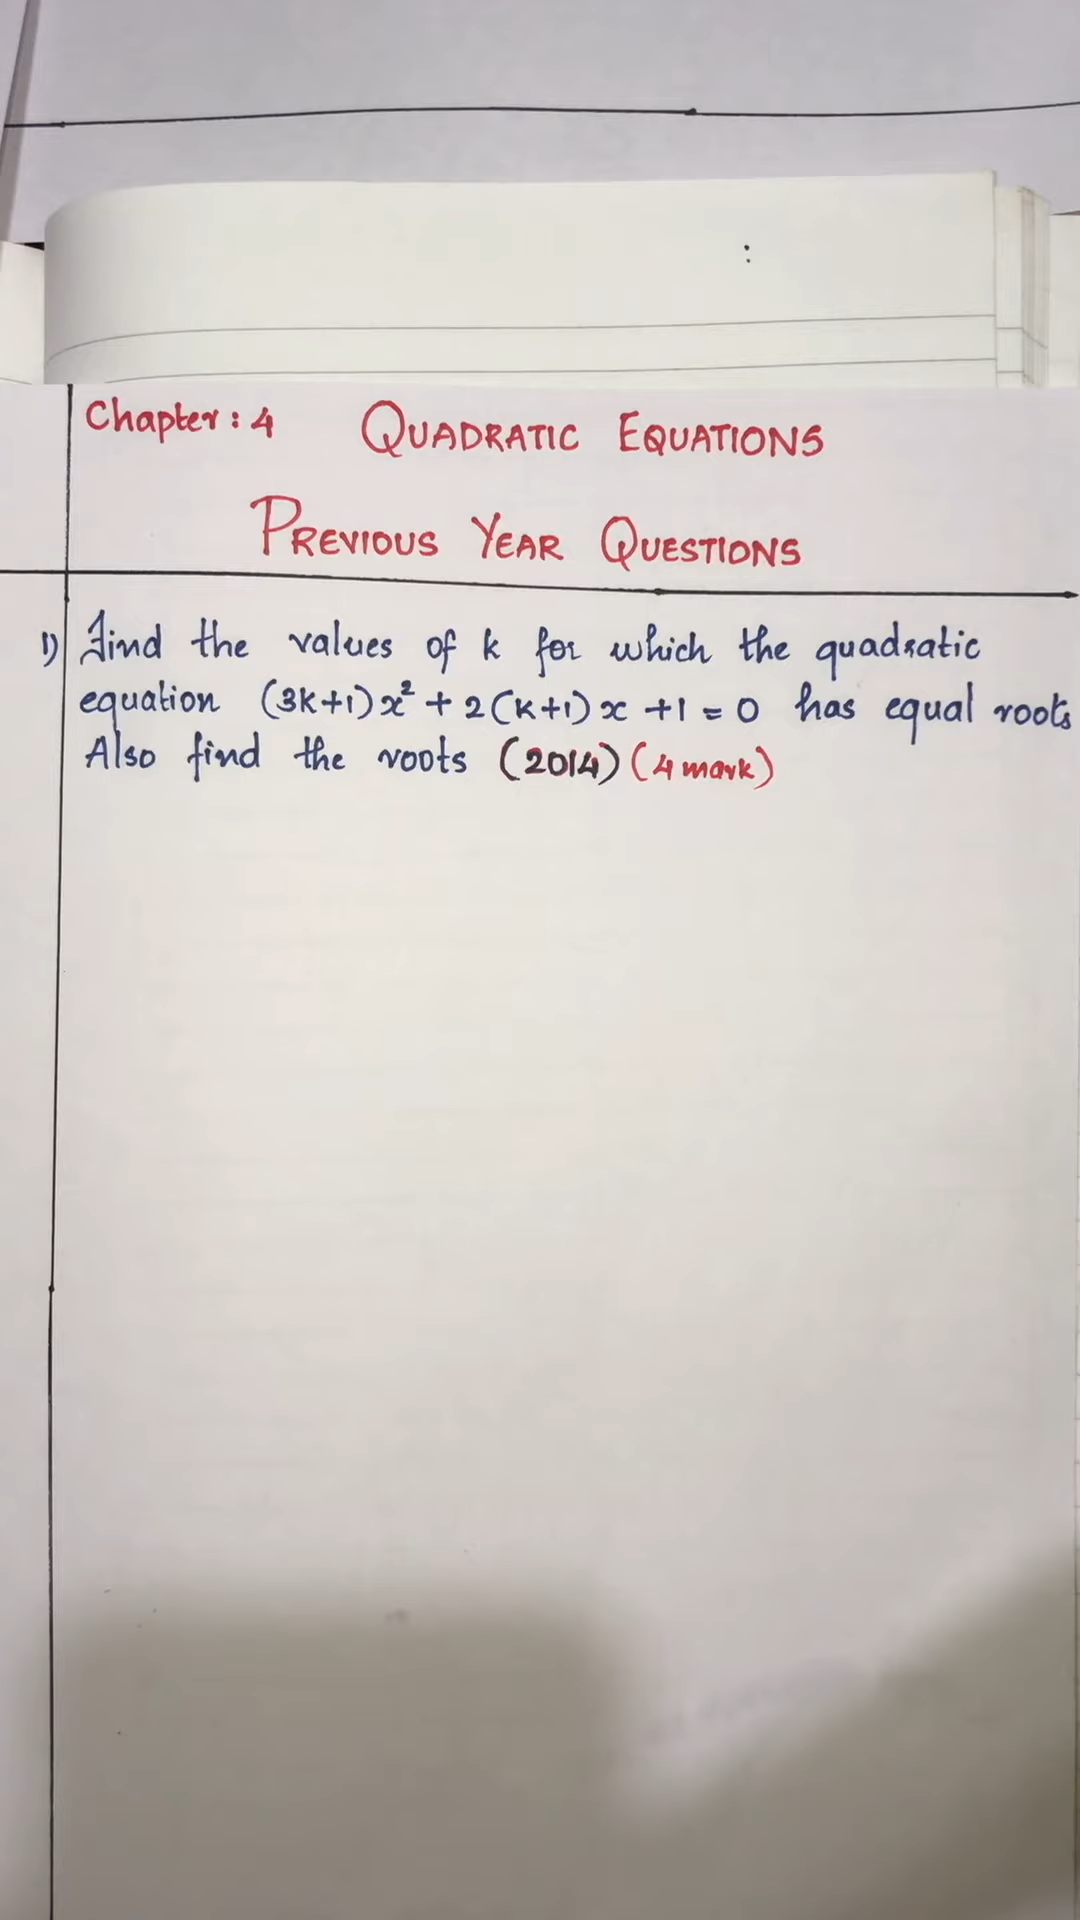 Chapter : 4 QUADRATIC EQUATIONS
PREVIOUS YEAR QUESTIONS
1) Find the values of k for which the quadratic
equation (3k+1)x² + 2(k+1)x +1 = 0 has equal roots
Also find the roots (2014) (4 mark)